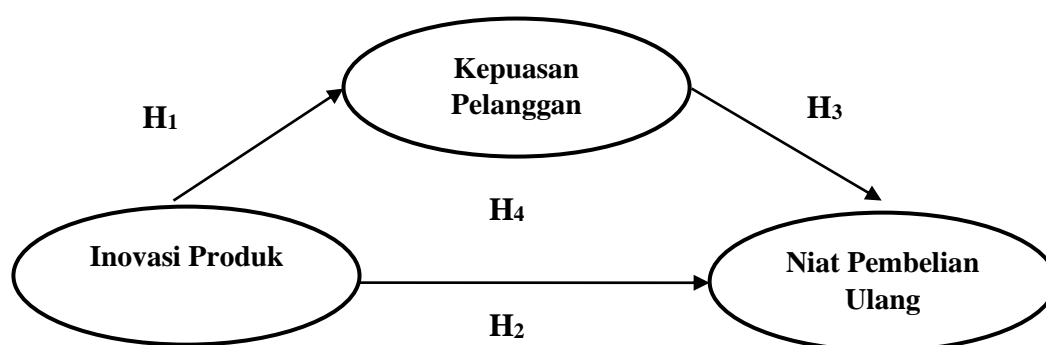 Kepuasan
Pelanggan
H1
H3
H4
Inovasi Produk
Niat Pembelian
Ulang
H2